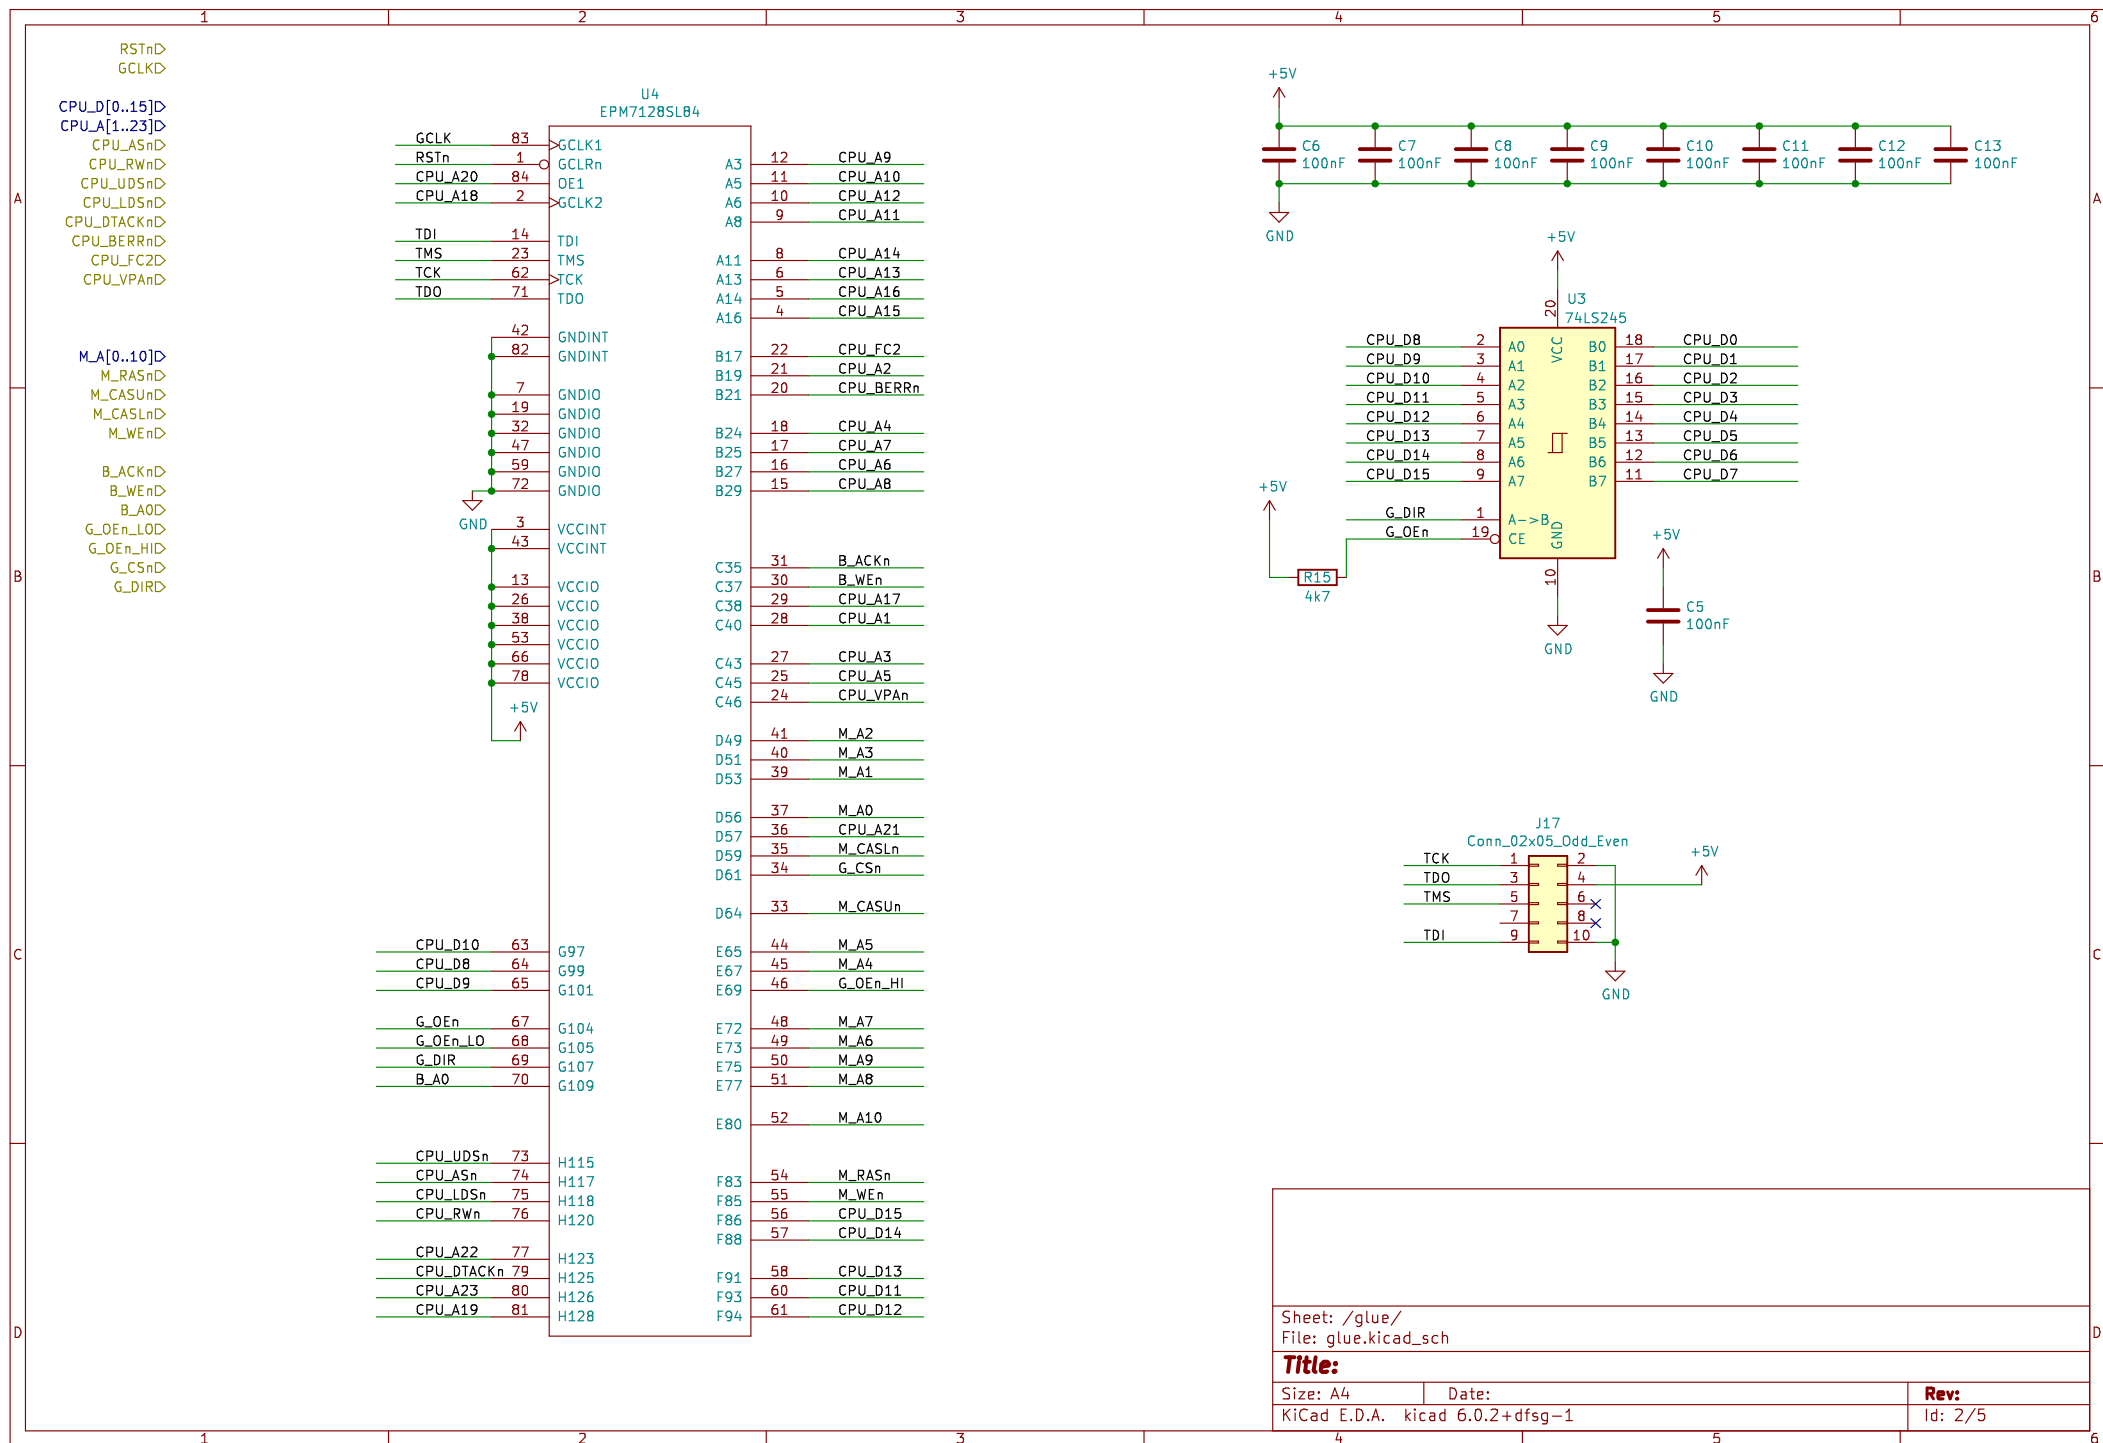 1 2 3 4 5 6
RSTn
GCLK
CPU_D[0..15]
CPU_A[1..23]
CPU_ASn
CPU_RWn
CPU_UDSn
CPU_LDSn
CPU_DTACKn
CPU_BERRn
CPU_FC2
CPU_VPAn
M_A[0..10]
M_RASn
M_CASUn
M_CASLn
M_WEn
B_ACKn
B_WEn
B_A0
G_OEn_LO
G_OEn_HI
G_CSn
G_DIR
U4
EPM7128SL84
GCLK 83 GCLK1
RSTn 1 GCLRn
CPU_A20 84 OE1
CPU_A18 2 GCLK2
TDI 14 TDI
TMS 23 TMS
TCK 62 TCK
TDO 71 TDO
42 GNDINT
82 GNDINT
7 GNDIO
19 GNDIO
32 GNDIO
47 GNDIO
59 GNDIO
72 GNDIO
GND
3 VCCINT
43 VCCINT
13 VCCIO
26 VCCIO
38 VCCIO
53 VCCIO
66 VCCIO
78 VCCIO
+5V
CPU_D10 63 G97
CPU_D8 64 G99
CPU_D9 65 G101
G_OEn 67 G104
G_OEn_LO 68 G105
G_DIR 69 G107
B_A0 70 G109
CPU_UDSn 73 H115
CPU_ASn 74 H117
CPU_LDSn 75 H118
CPU_RWn 76 H120
CPU_A22 77 H123
CPU_DTACKn 79 H125
CPU_A23 80 H126
CPU_A19 81 H128
A3 12 CPU_A9
A5 11 CPU_A10
A6 10 CPU_A12
A8 9 CPU_A11
A11 8 CPU_A14
A13 6 CPU_A13
A14 5 CPU_A16
A16 4 CPU_A15
B17 22 CPU_FC2
B19 21 CPU_A2
B21 20 CPU_BERRn
B24 18 CPU_A4
B25 17 CPU_A7
B27 16 CPU_A6
B29 15 CPU_A8
C35 31 B_ACKn
C37 30 B_WEn
C38 29 CPU_A17
C40 28 CPU_A1
C43 27 CPU_A3
C45 25 CPU_A5
C46 24 CPU_VPAn
D49 41 M_A2
D51 40 M_A3
D53 39 M_A1
D56 37 M_A0
D57 36 CPU_A21
D59 35 M_CASLn
D61 34 G_CSn
D64 33 M_CASUn
E65 44 M_A5
E67 45 M_A4
E69 46 G_OEn_HI
E72 48 M_A7
E73 49 M_A6
E75 50 M_A9
E77 51 M_A8
E80 52 M_A10
F83 54 M_RASn
F85 55 M_WEn
F86 56 CPU_D15
F88 57 CPU_D14
F91 58 CPU_D13
F93 60 CPU_D11
F94 61 CPU_D12
+5V
C6 C7 C8 C9 C10 C11 C12 C13
100nF 100nF 100nF 100nF 100nF 100nF 100nF 100nF
GND
+5V
20 U3
74LS245
VCC
CPU_D8 2 A0 B0 18 CPU_D0
CPU_D9 3 A1 B1 17 CPU_D1
CPU_D10 4 A2 B2 16 CPU_D2
CPU_D11 5 A3 B3 15 CPU_D3
CPU_D12 6 A4 B4 14 CPU_D4
CPU_D13 7 A5 B5 13 CPU_D5
CPU_D14 8 A6 B6 12 CPU_D6
CPU_D15 9 A7 B7 11 CPU_D7
G_DIR 1 A->B
G_OEn 19 CE
GND
10
GND
+5V
R15
4k7
+5V
C5
100nF
GND
J17
Conn_02x05_Odd_Even
TCK 1 2
TDO 3 4
TMS 5 6
7 8
TDI 9 10
+5V
GND
A A
B B
C C
D D
Sheet: /glue/
File: glue.kicad_sch
Title:
Size: A4 Date: Rev:
KiCad E.D.A. kicad 6.0.2+dfsg-1 Id: 2/5
1 2 3 4 5 6